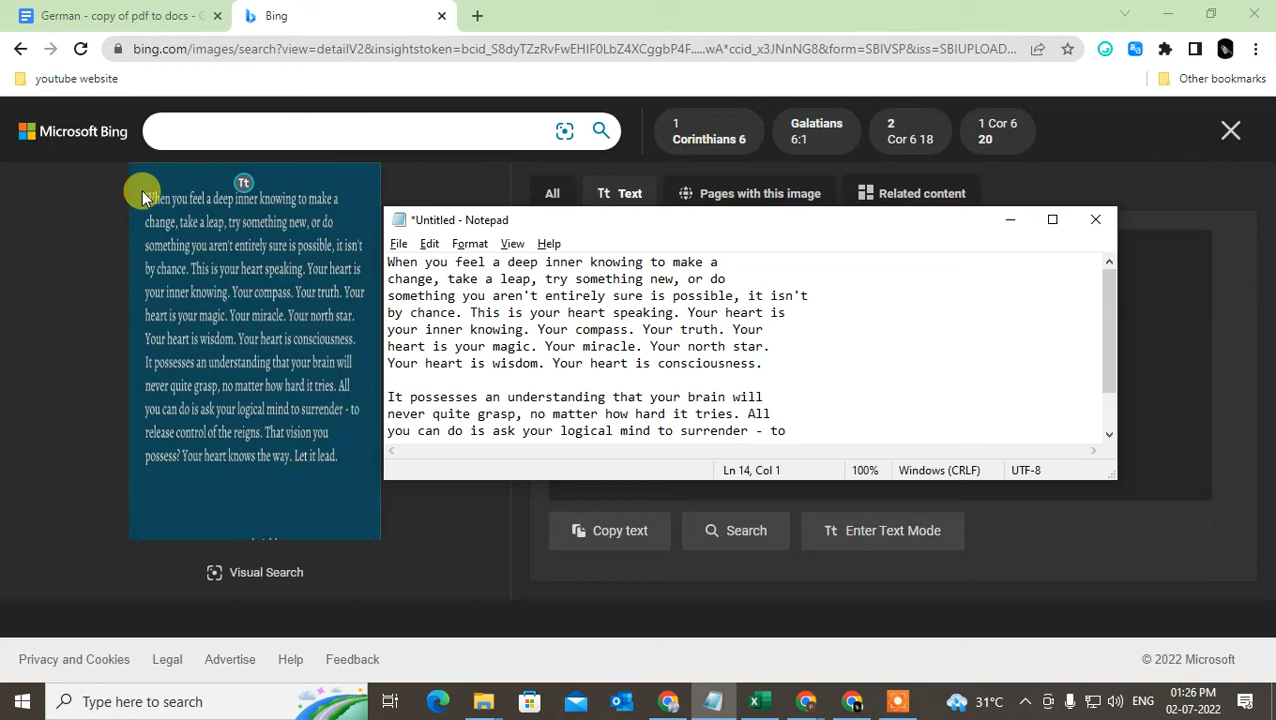 German - copy of pdf to docs - G
Bing
bing.com/images/search?view=detailV2&insightstoken=bcid_S8dyTZzRvFwEHIF0LbZ4XCggbP4F.....wA*ccid_x3JNnNG8&form=SBIVSP&iss=SBIUPLOAD...
youtube website
Other bookmarks
Microsoft Bing
1
Corinthians 6
Galatians
6:1
2
Cor 6 18
1 Cor 6
20
Tt
All
Tt Text
Pages with this image
Related content
When you feel a deep inner knowing to make a
change, take a leap, try something new, or do
something you aren't entirely sure is possible, it isn't
by chance. This is your heart speaking. Your heart is
your inner knowing. Your compass. Your truth. Your
heart is your magic. Your miracle. Your north star.
Your heart is wisdom. Your heart is consciousness.
It possesses an understanding that your brain will
never quite grasp, no matter how hard it tries. All
you can do is ask your logical mind to surrender - to
release control of the reigns. That vision you
possess? Your heart knows the way. Let it lead.
*Untitled - Notepad
File Edit Format View Help
When you feel a deep inner knowing to make a
change, take a leap, try something new, or do
something you aren't entirely sure is possible, it isn't
by chance. This is your heart speaking. Your heart is
your inner knowing. Your compass. Your truth. Your
heart is your magic. Your miracle. Your north star.
Your heart is wisdom. Your heart is consciousness.
It possesses an understanding that your brain will
never quite grasp, no matter how hard it tries. All
you can do is ask your logical mind to surrender - to
Ln 14, Col 1
100%
Windows (CRLF)
UTF-8
Copy text
Search
Tt Enter Text Mode
Visual Search
Privacy and Cookies
Legal
Advertise
Help
Feedback
© 2022 Microsoft
Type here to search
31°C
ENG
01:26 PM
02-07-2022